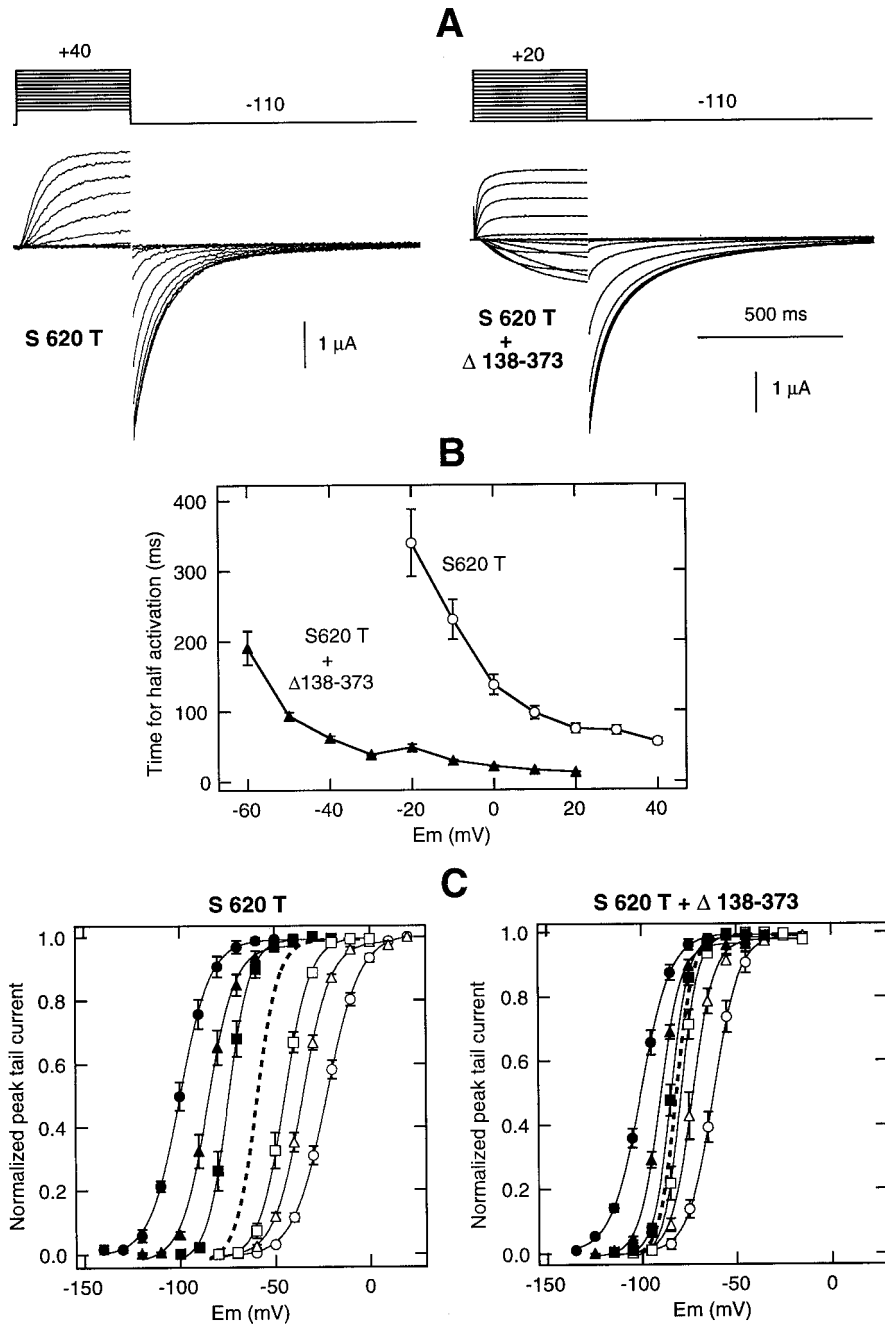 A
+40
-110
+20
-110
S 620 T
1 μA
S 620 T
+
Δ 138-373
500 ms
1 μA
B
Time for half activation (ms)
400
300
200
100
0
S620 T
S620 T
+
Δ138-373
-60
-40
-20
0
20
40
Em (mV)
C
S 620 T
Normalized peak tail current
1.0
0.8
0.6
0.4
0.2
0.0
-150
-100
-50
0
Em (mV)
S 620 T + Δ 138-373
Normalized peak tail current
1.0
0.8
0.6
0.4
0.2
0.0
-150
-100
-50
0
Em (mV)